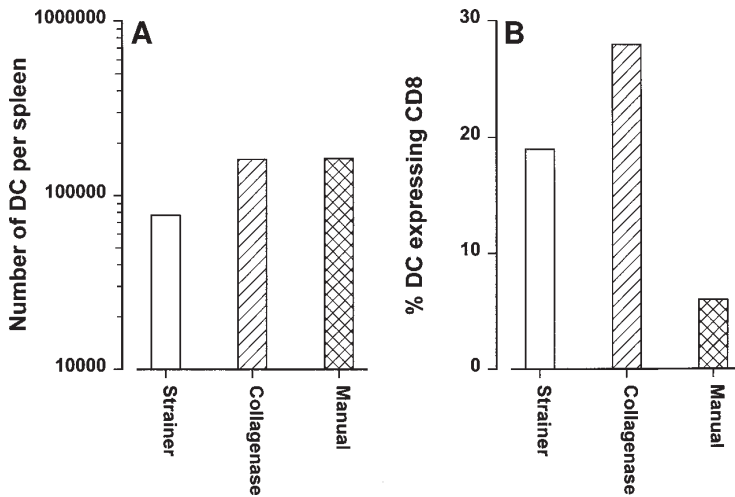 A
Number of DC per spleen
1000000
100000
10000
Strainer
Collagenase
Manual
B
% DC expressing CD8
30
20
10
0
Strainer
Collagenase
Manual